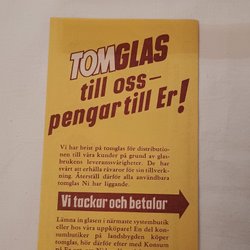 TOMGLAS
till oss—
pengar till Er!
Vi har brist på tomglas för distributio-
nen till våra kunder på grund av glas-
brukens leveranssvårigheter. De har
svårt att erhålla råvaror för sin tillverk-
ning. Återställ därför alla användbara
tomglas Ni har liggande.
Vi tackar och betalar
Lämna in glasen i närmaste systembutik
eller hos våra uppköpare! En del kon-
sumbutiker på landsbygden köper
tomglas, hör därför efter med Konsum